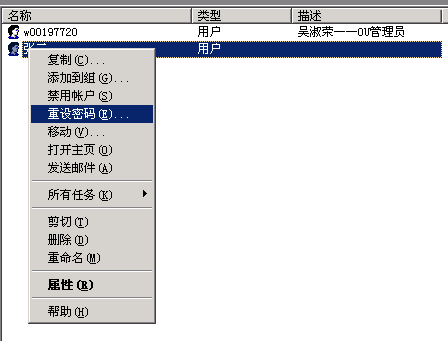 名称 类型 描述
w00197720 用户 吴淑荣——OU管理员
用户
复制(C)...
添加到组(G)...
禁用帐户(S)
重设密码(E)...
移动(V)...
打开主页(O)
发送邮件(A)
所有任务(K)
剪切(T)
删除(D)
重命名(M)
属性(R)
帮助(H)